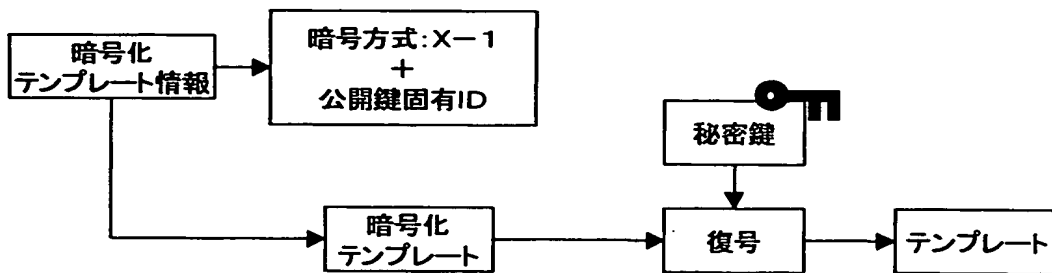 暗号化
テンプレート情報
暗号方式：X－1
+
公開鍵固有ID
秘密鍵
暗号化
テンプレート
復号
テンプレート